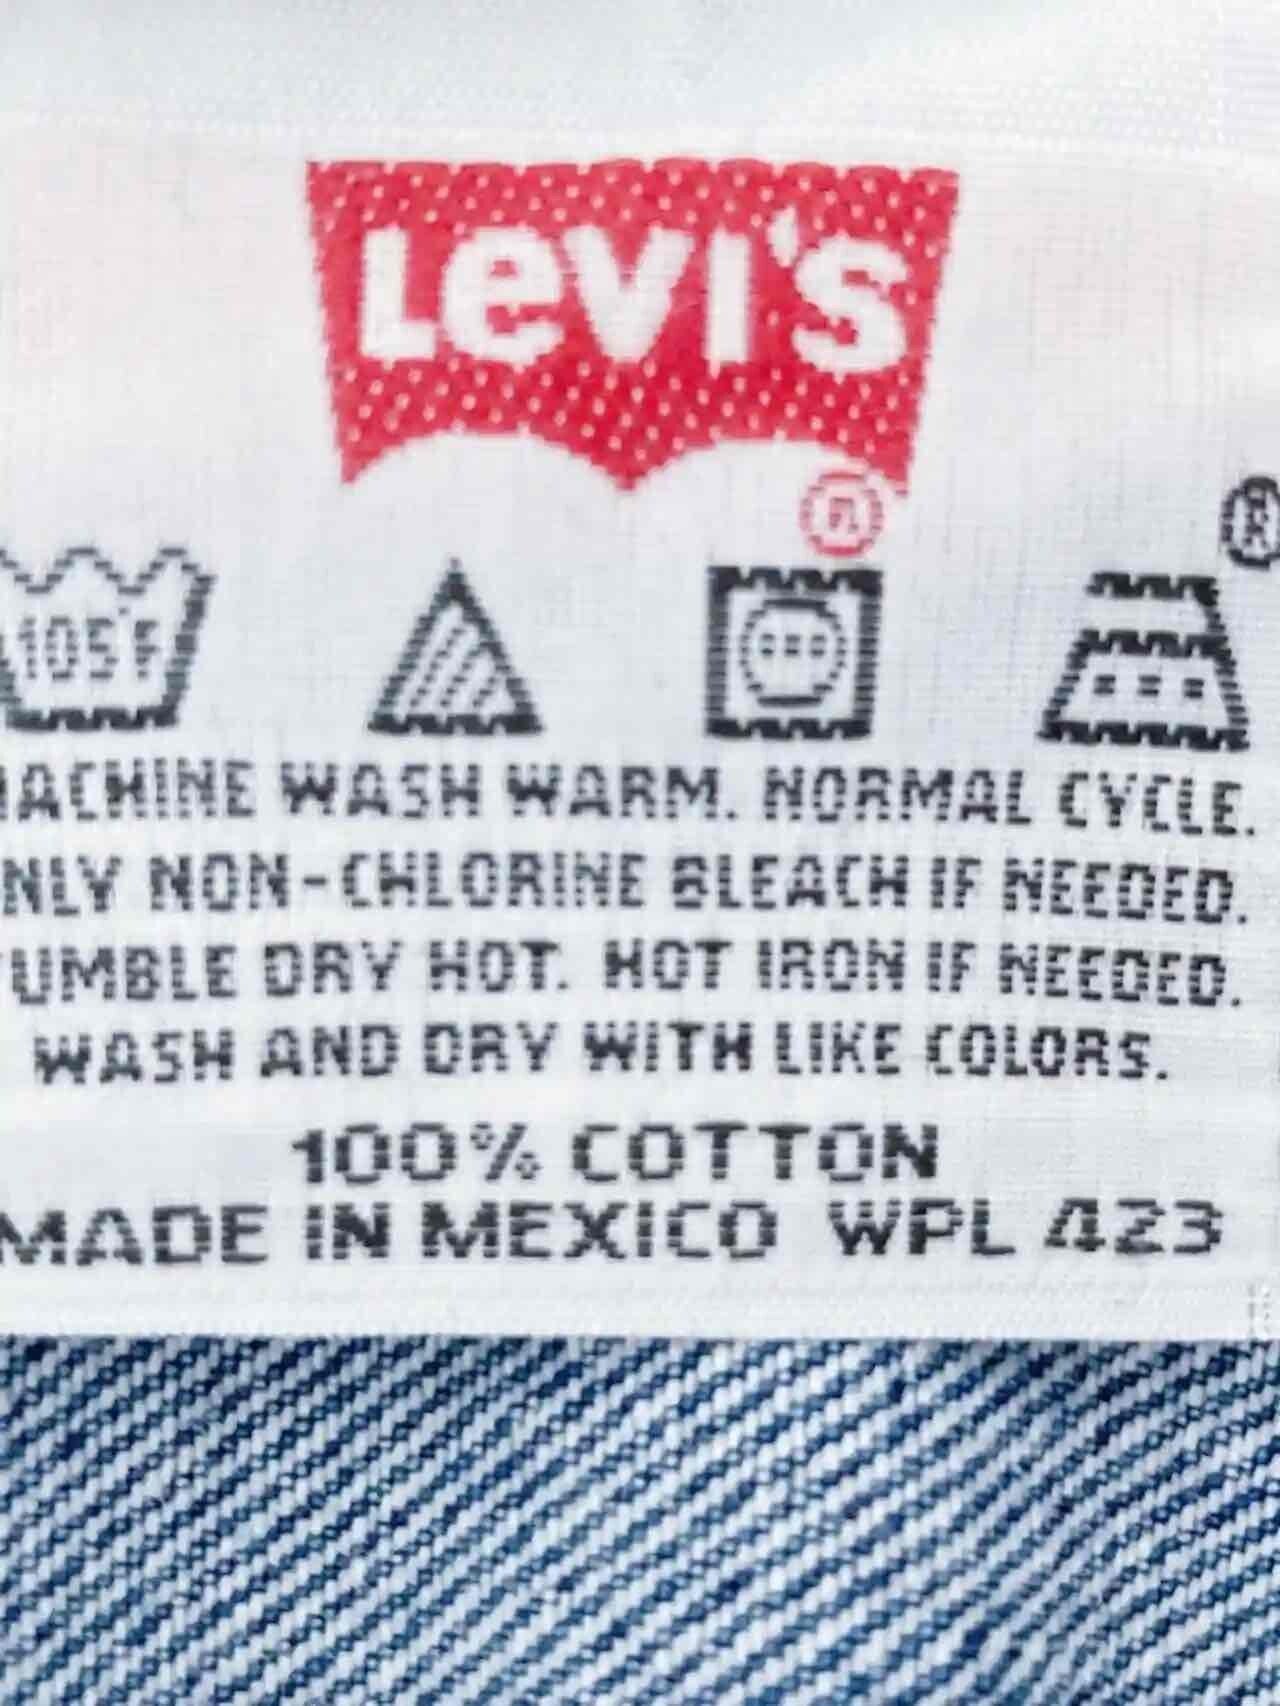 Levi's
®
®
105°F
ACHINE WASH WARM. NORMAL CYCLE.
NLY NON-CHLORINE BLEACH IF NEEDED.
UMBLE DRY HOT. HOT IRON IF NEEDED.
WASH AND DRY WITH LIKE COLORS.
100% COTTON
MADE IN MEXICO WPL 423